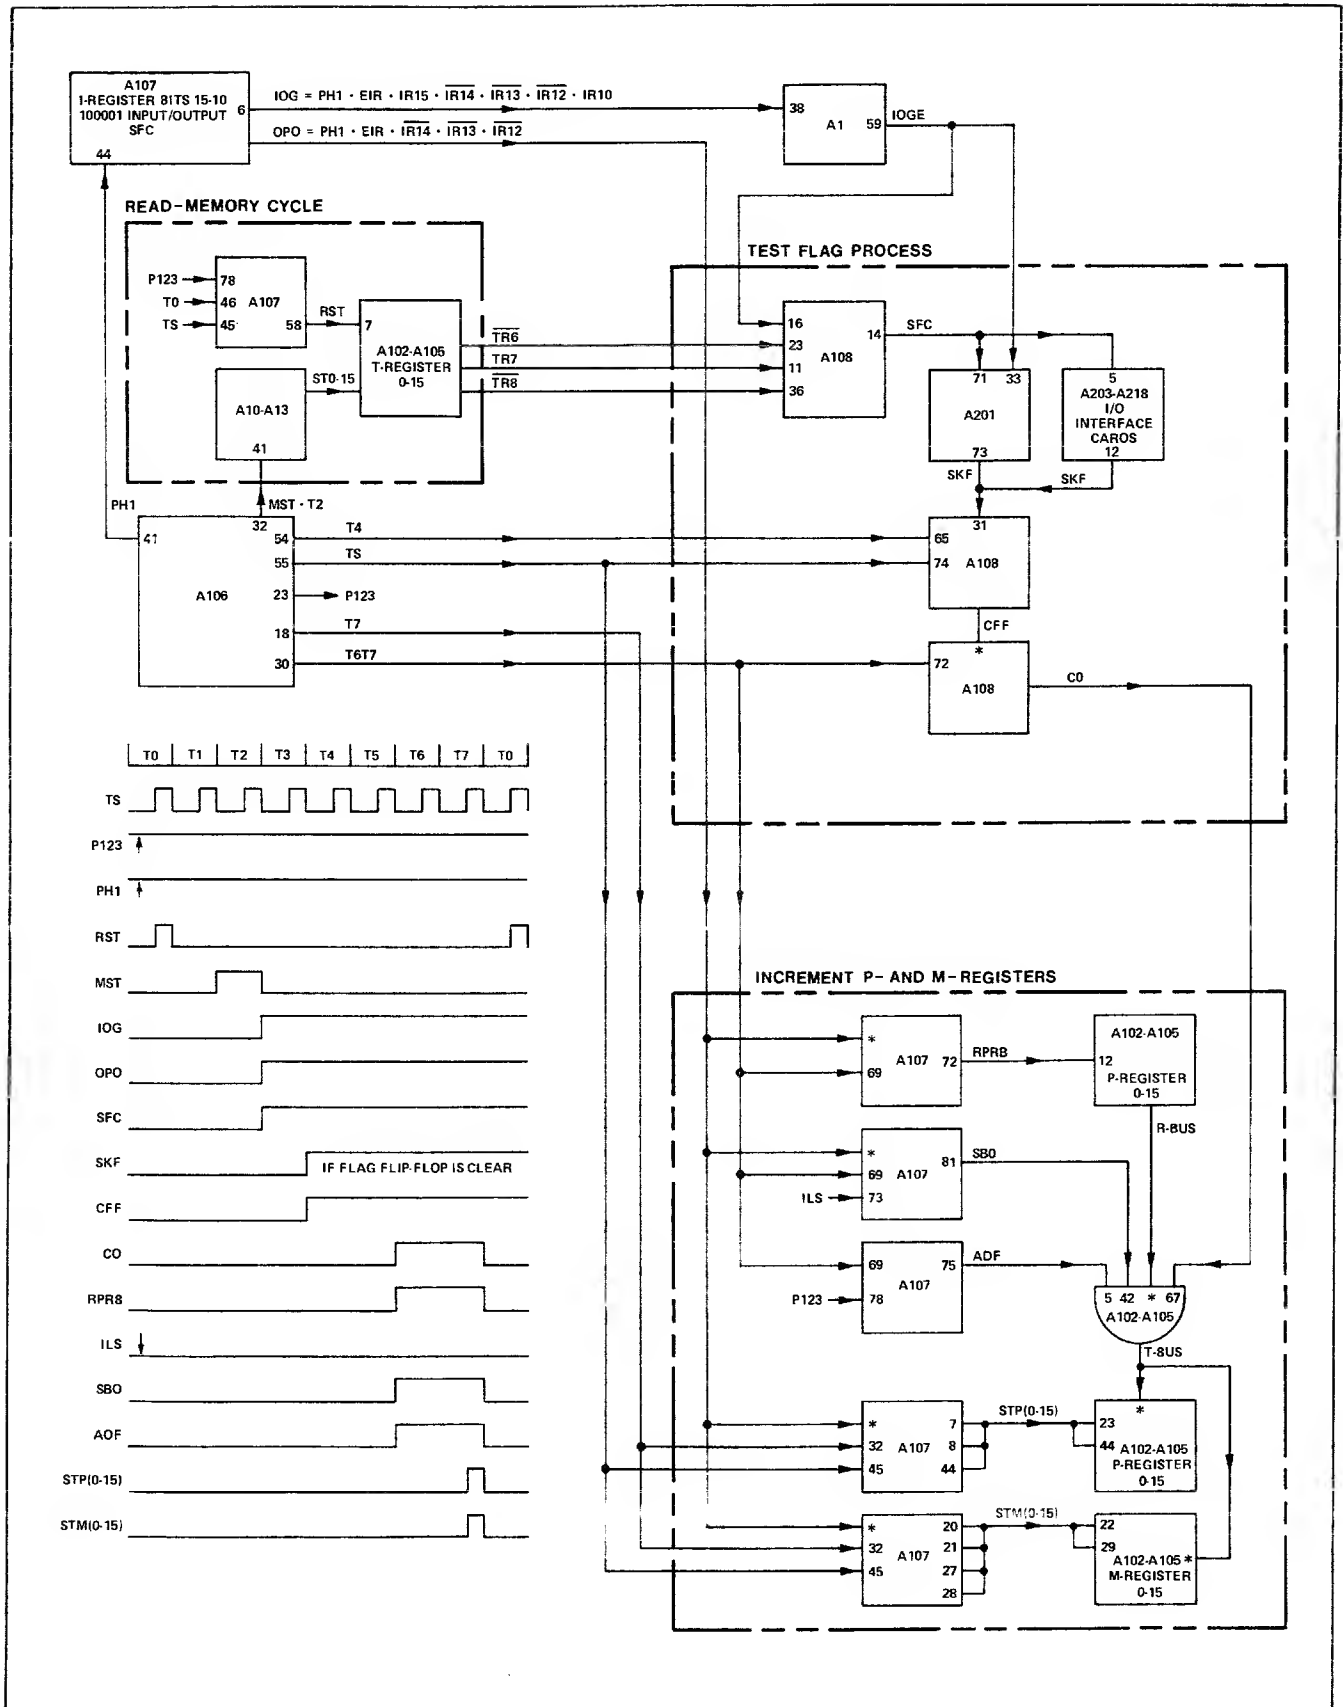 A107
I-REGISTER BITS 15-10
100001 INPUT/OUTPUT
SFC
6
44
IOG = PH1 · EIR · IR15 · IR14 · IR13 · IR12 · IR10
OPO = PH1 · EIR · IR14 · IR13 · IR12
38
A1
59
IOGE
READ-MEMORY CYCLE
P123
T0
TS
78
46
45
A107
58
RST
7
A102-A105
T-REGISTER
0-15
A10-A13
41
ST0-15
TR6
TR7
TR8
TEST FLAG PROCESS
16
23
11
36
A108
14
SFC
71
33
A201
73
5
A203-A218
I/O
INTERFACE
CAROS
12
SKF
SKF
31
65
74
A108
CFF
*
72
A108
CO
PH1
MST · T2
41
32
54
55
23
18
30
A106
T4
TS
P123
T7
T6T7
T0 T1 T2 T3 T4 T5 T6 T7 T0
TS
P123
PH1
RST
MST
IOG
OPO
SFC
SKF
IF FLAG FLIP-FLOP IS CLEAR
CFF
CO
RPR8
ILS
SBO
AOF
STP(0-15)
STM(0-15)
INCREMENT P- AND M-REGISTERS
*
69
A107
72
RPRB
A102-A105
12
P-REGISTER
0-15
R-BUS
*
69
73
ILS
A107
81
SBO
69
78
P123
A107
75
ADF
5 42 * 67
A102-A105
T-BUS
*
32
45
A107
7
8
44
STP(0-15)
*
23
44
A102-A105
P-REGISTER
0-15
*
32
45
A107
20
21
27
28
STM(0-15)
22
29
A102-A105 *
M-REGISTER
0-15